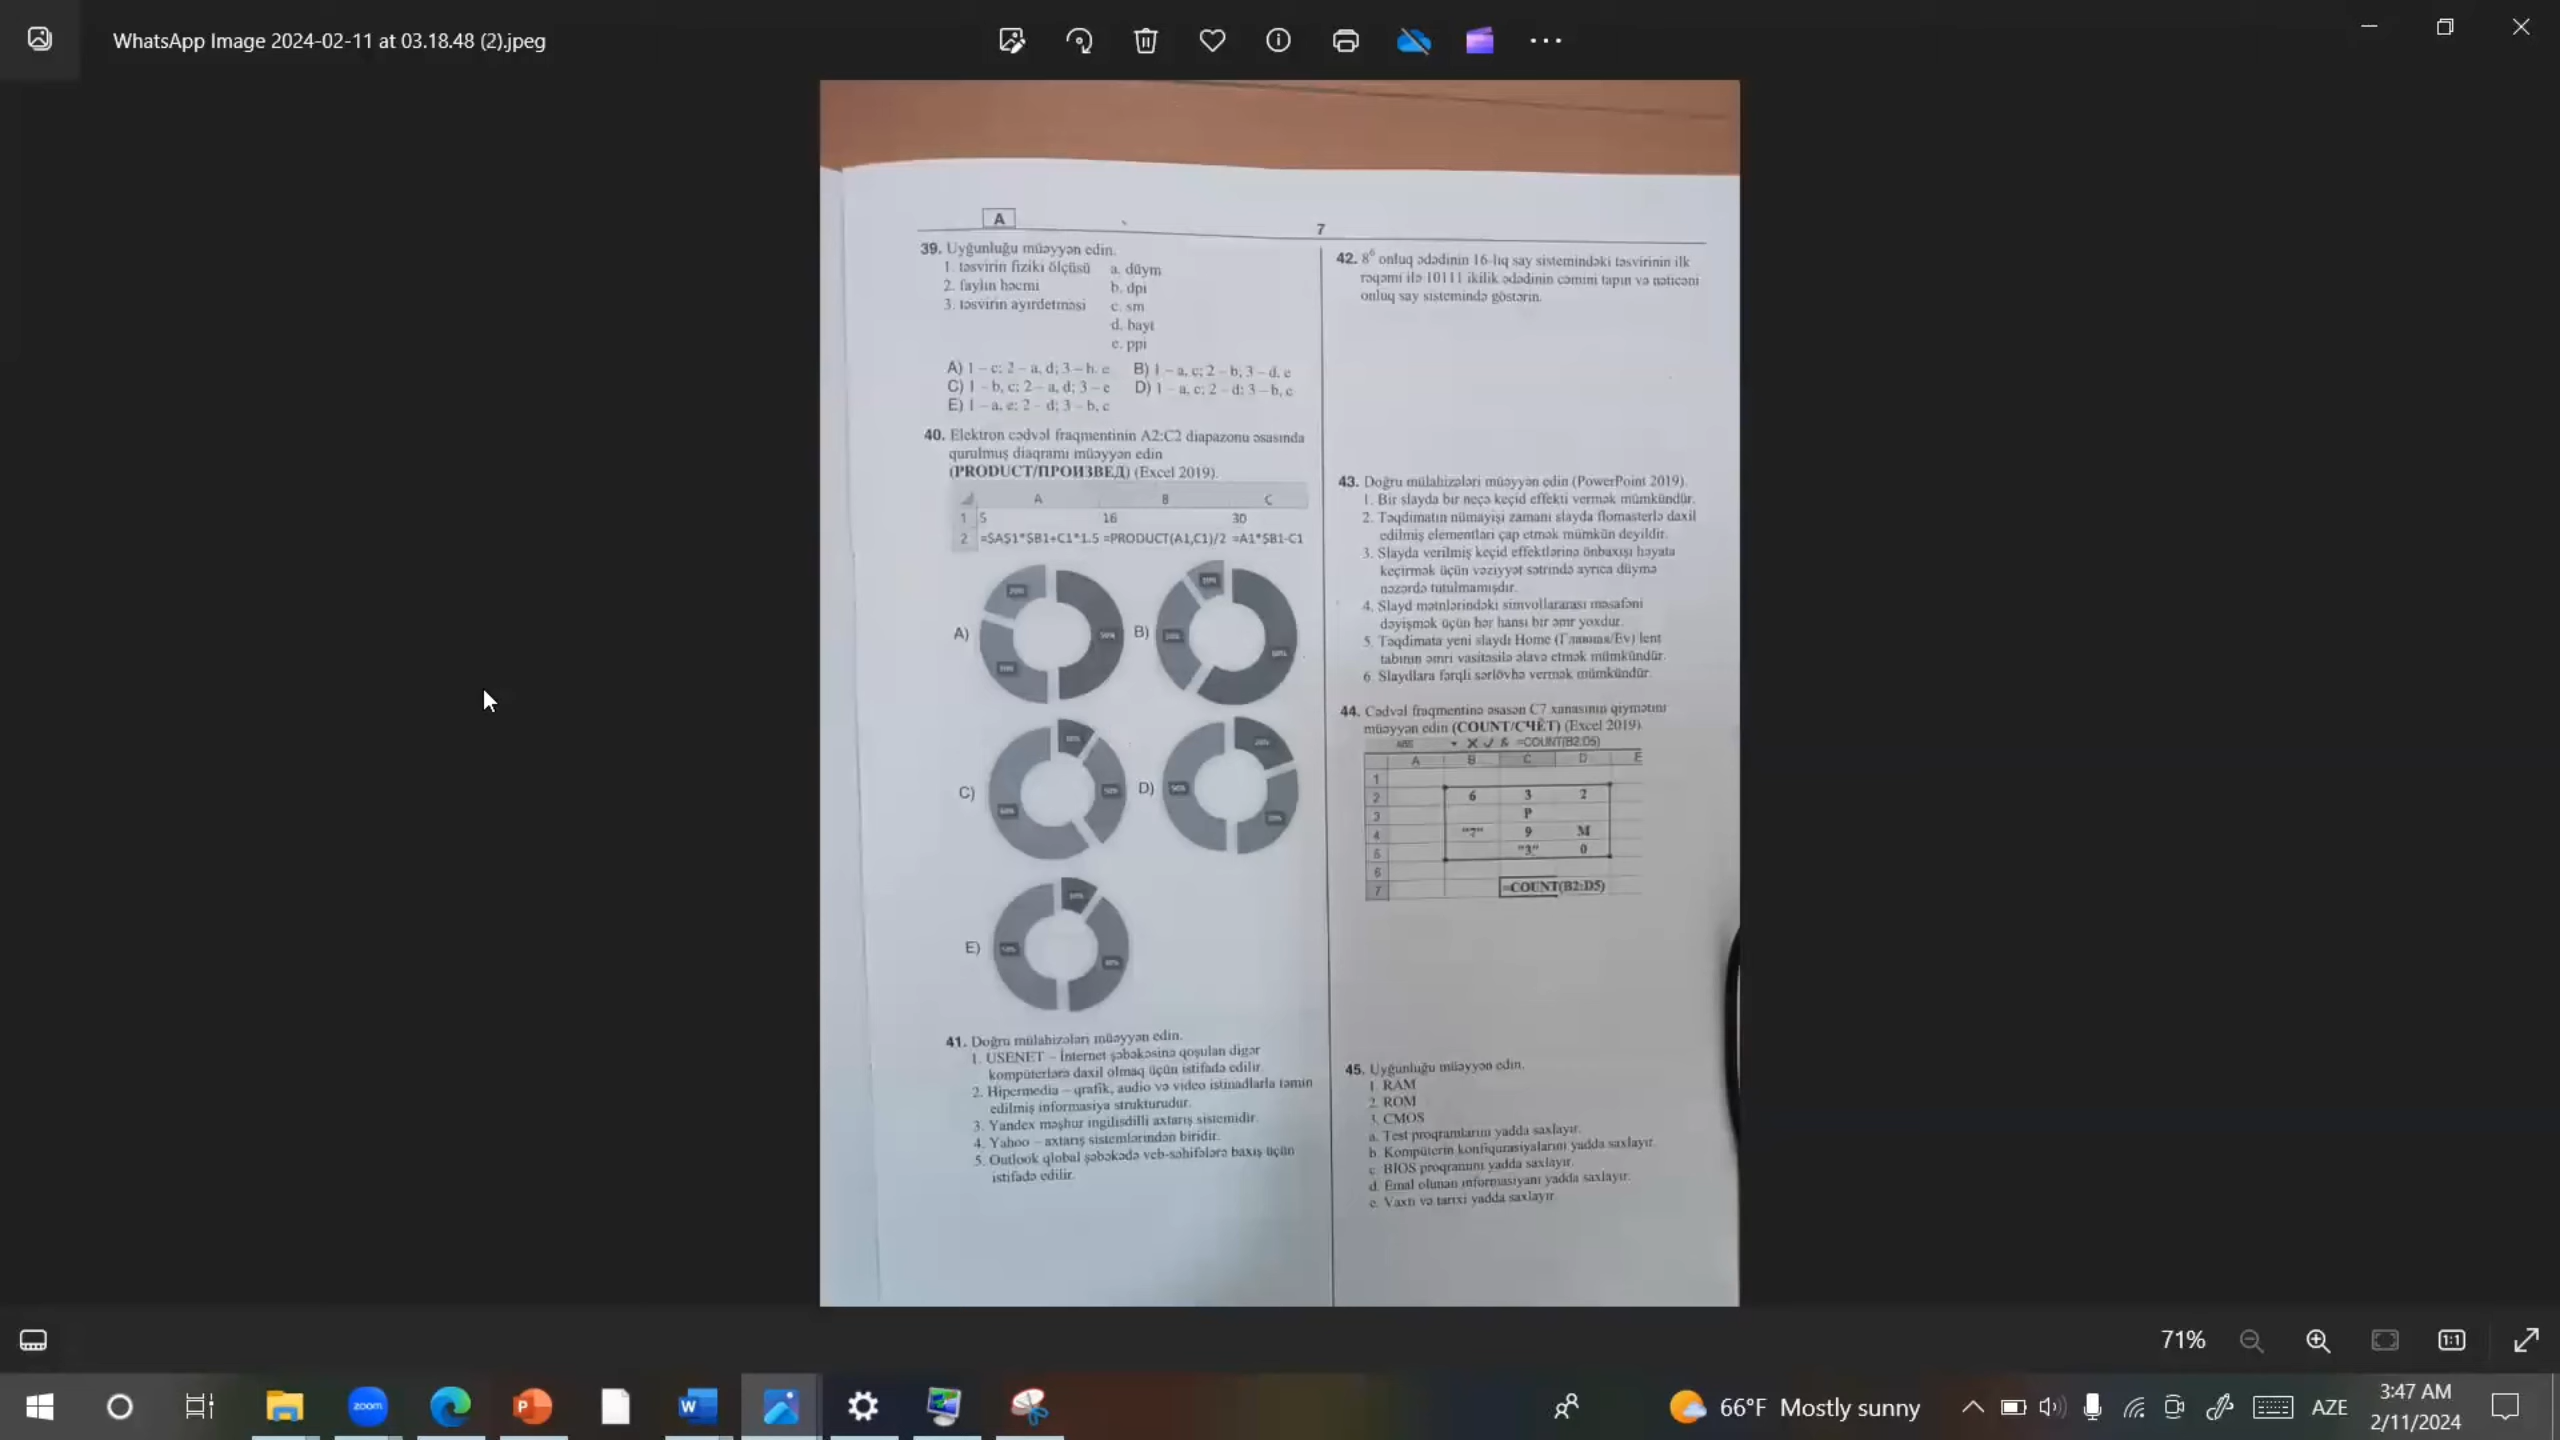 WhatsApp Image 2024-02-11 at 03.18.48 (2).jpeg
A
7
39. Uyğunluğu müəyyən edin.
1. təsvirin fiziki ölçüsü
2. faylın həcmi
3. təsvirin ayırdetməsi
a. düym
b. dpi
c. sm
d. bayt
e. ppi
A) 1 – c; 2 – a, d; 3 – b, e
B) 1 – a, c; 2 – b; 3 – d, e
C) 1 – b, c; 2 – a, d; 3 – e
D) 1 – a, c; 2 – d; 3 – b, e
E) 1 – a, e; 2 – d; 3 – b, c
40. Elektron cədvəl fraqmentinin A2:C2 diapazonu əsasında
qurulmuş diaqramı müəyyən edin
(PRODUCT/ПРОИЗВЕД) (Excel 2019).
A B C
1 5 16 30
2 =$A$1*$B1+C1*1.5 =PRODUCT(A1,C1)/2 =A1*$B1-C1
A)
20%
50%
B)
10%
C)
10%
D)
20%
50%
E)
10%
41. Doğru mülahizələri müəyyən edin.
1. USENET – İnternet şəbəkəsinə qoşulan digər
kompüterlərə daxil olmaq üçün istifadə edilir.
2. Hipermedia – qrafik, audio və video istinadlarla təmin
edilmiş informasiya strukturudur.
3. Yandex məşhur ingilisdilli axtarış sistemidir.
4. Yahoo – axtarış sistemlərindən biridir.
5. Outlook qlobal şəbəkədə veb-səhifələrə baxış üçün
istifadə edilir.
42. 8⁶ onluq ədədinin 16-lıq say sistemindəki təsvirinin ilk
rəqəmi ilə 10111 ikilik ədədinin cəmini tapın və nəticəni
onluq say sistemində göstərin.
43. Doğru mülahizələri müəyyən edin (PowerPoint 2019).
1. Bir slayda bir neçə keçid effekti vermək mümkündür.
2. Təqdimatın nümayişi zamanı slayda flomasterlə daxil
edilmiş elementləri çap etmək mümkün deyildir.
3. Slayda verilmiş keçid effektlərinə önbaxışı həyata
keçirmək üçün vəziyyət sətrində ayrıca düymə
nəzərdə tutulmamışdır.
4. Slayd mətnlərindəki simvollararası məsafəni
dəyişmək üçün hər hansı bir əmr yoxdur.
5. Təqdimata yeni slaydı Home (Главная/Ev) lent
tabının əmri vasitəsilə əlavə etmək mümkündür.
6. Slaydlara fərqli sərlövhə vermək mümkündür.
44. Cədvəl fraqmentinə əsasən C7 xanasının qiymətini
müəyyən edin (COUNT/СЧЁТ) (Excel 2019).
=COUNT(B2:D5)
A B C D E
1
2 6 3 2
3 P
4 "7" 9 M
5 "3" 0
6
7 =COUNT(B2:D5)
45. Uyğunluğu müəyyən edin.
1. RAM
2. ROM
3. CMOS
a. Test proqramlarını yadda saxlayır.
b. Kompüterin konfiqurasiyalarını yadda saxlayır.
c. BIOS proqramını yadda saxlayır.
d. Emal olunan informasiyanı yadda saxlayır.
e. Vaxtı və tarixi yadda saxlayır.
71%
1:1
zoom
P
W
66°F Mostly sunny
AZE
3:47 AM
2/11/2024